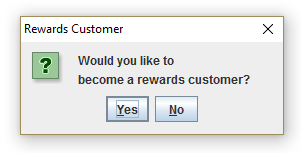 Rewards Customer
?
Would you like to
become a rewards customer?
Yes No